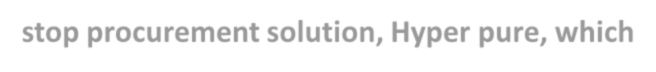 stop procurement solution, Hyper pure, which